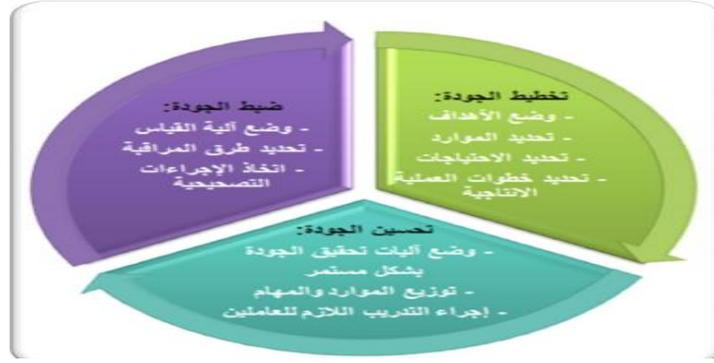 تخطيط الجودة:
- وضع الأهداف
- تحديد الموارد
- تحديد الاحتياجات
- تحديد خطوات العملية
الانتاجية
ضبط الجودة:
- وضع آلية القياس
- تحديد طرق المراقبة
- اتخاذ الإجراءات
التصحيحية
تحسين الجودة:
- وضع آليات تحقيق الجودة
بشكل مستمر
- توزيع الموارد والمهام
- إجراء التدريب اللازم للعاملين